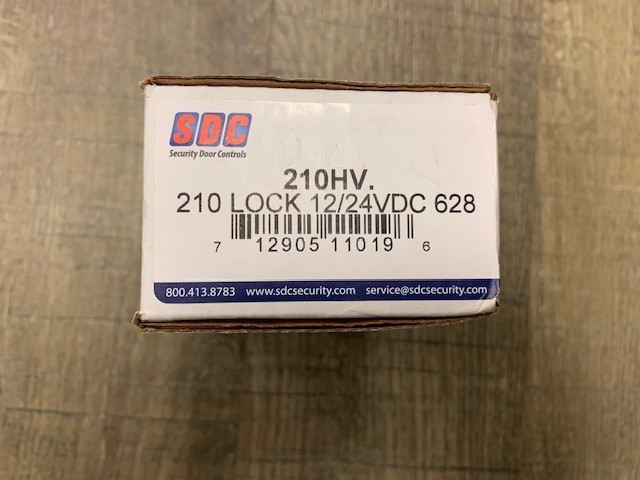 SDC
Security Door Controls
210HV.
210 LOCK 12/24VDC 628
7 12905 11019 6
800.413.8783 www.sdcsecurity.com service@sdcsecurity.com